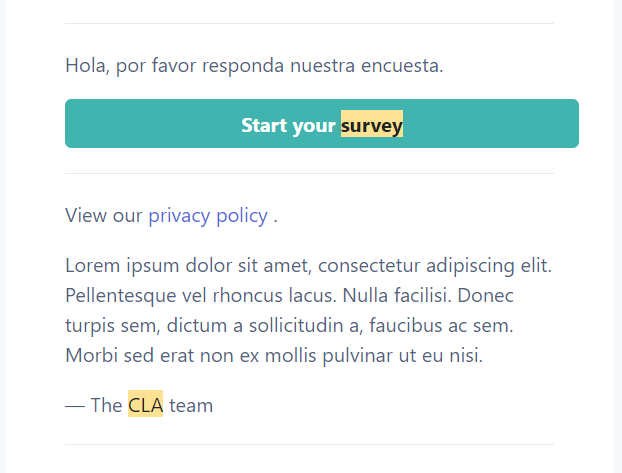 Hola, por favor responda nuestra encuesta.
Start your survey
View our privacy policy .
Lorem ipsum dolor sit amet, consectetur adipiscing elit.
Pellentesque vel rhoncus lacus. Nulla facilisi. Donec
turpis sem, dictum a sollicitudin a, faucibus ac sem.
Morbi sed erat non ex mollis pulvinar ut eu nisi.
— The CLA team